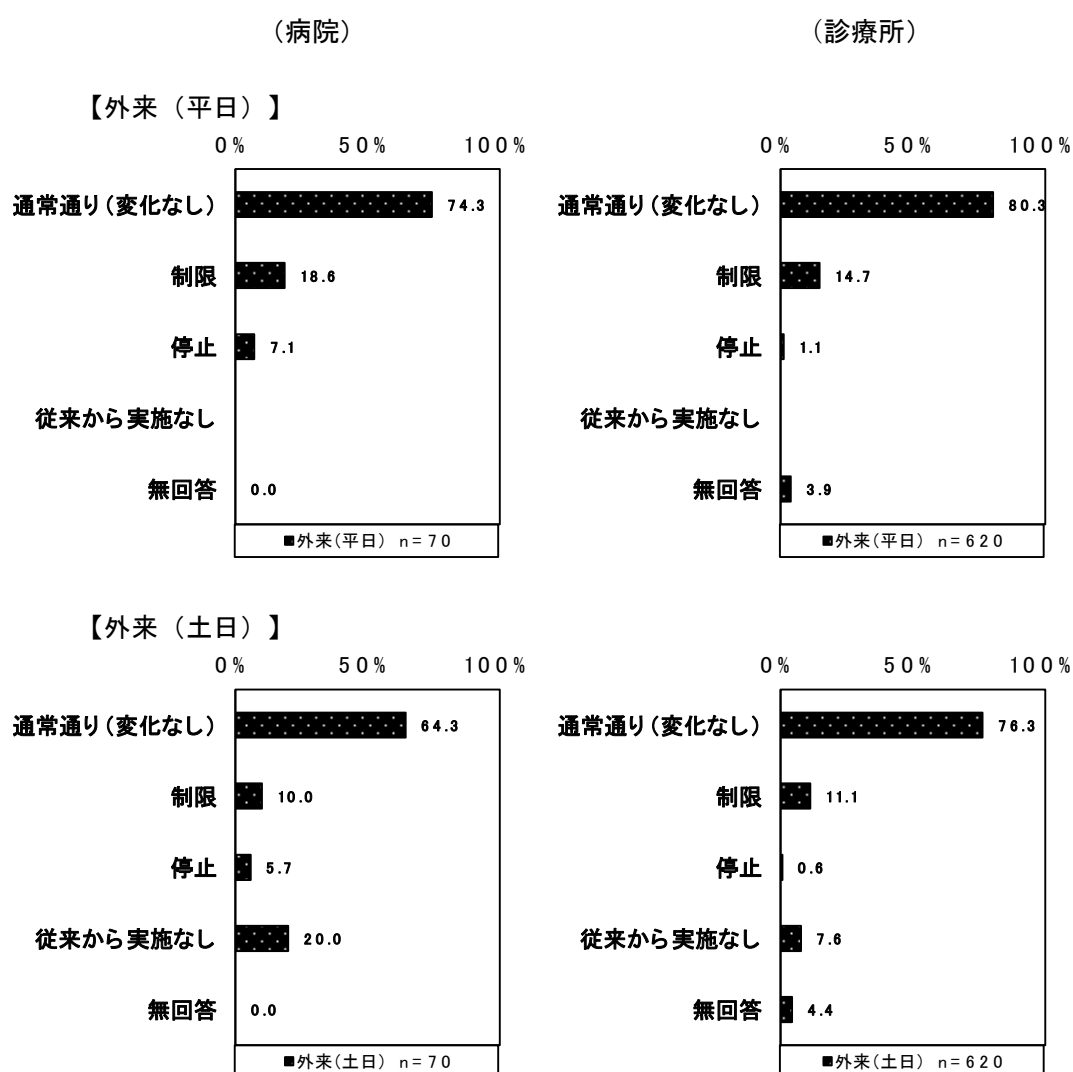 （病院）
（診療所）
【外来（平日）】
0% 50% 100%
通常通り（変化なし） 74.3
制限 18.6
停止 7.1
従来から実施なし
無回答 0.0
■外来(平日) n=70
0% 50% 100%
通常通り（変化なし） 80.3
制限 14.7
停止 1.1
従来から実施なし
無回答 3.9
■外来(平日) n=620
【外来（土日）】
0% 50% 100%
通常通り（変化なし） 64.3
制限 10.0
停止 5.7
従来から実施なし 20.0
無回答 0.0
■外来(土日) n=70
0% 50% 100%
通常通り（変化なし） 76.3
制限 11.1
停止 0.6
従来から実施なし 7.6
無回答 4.4
■外来(土日) n=620